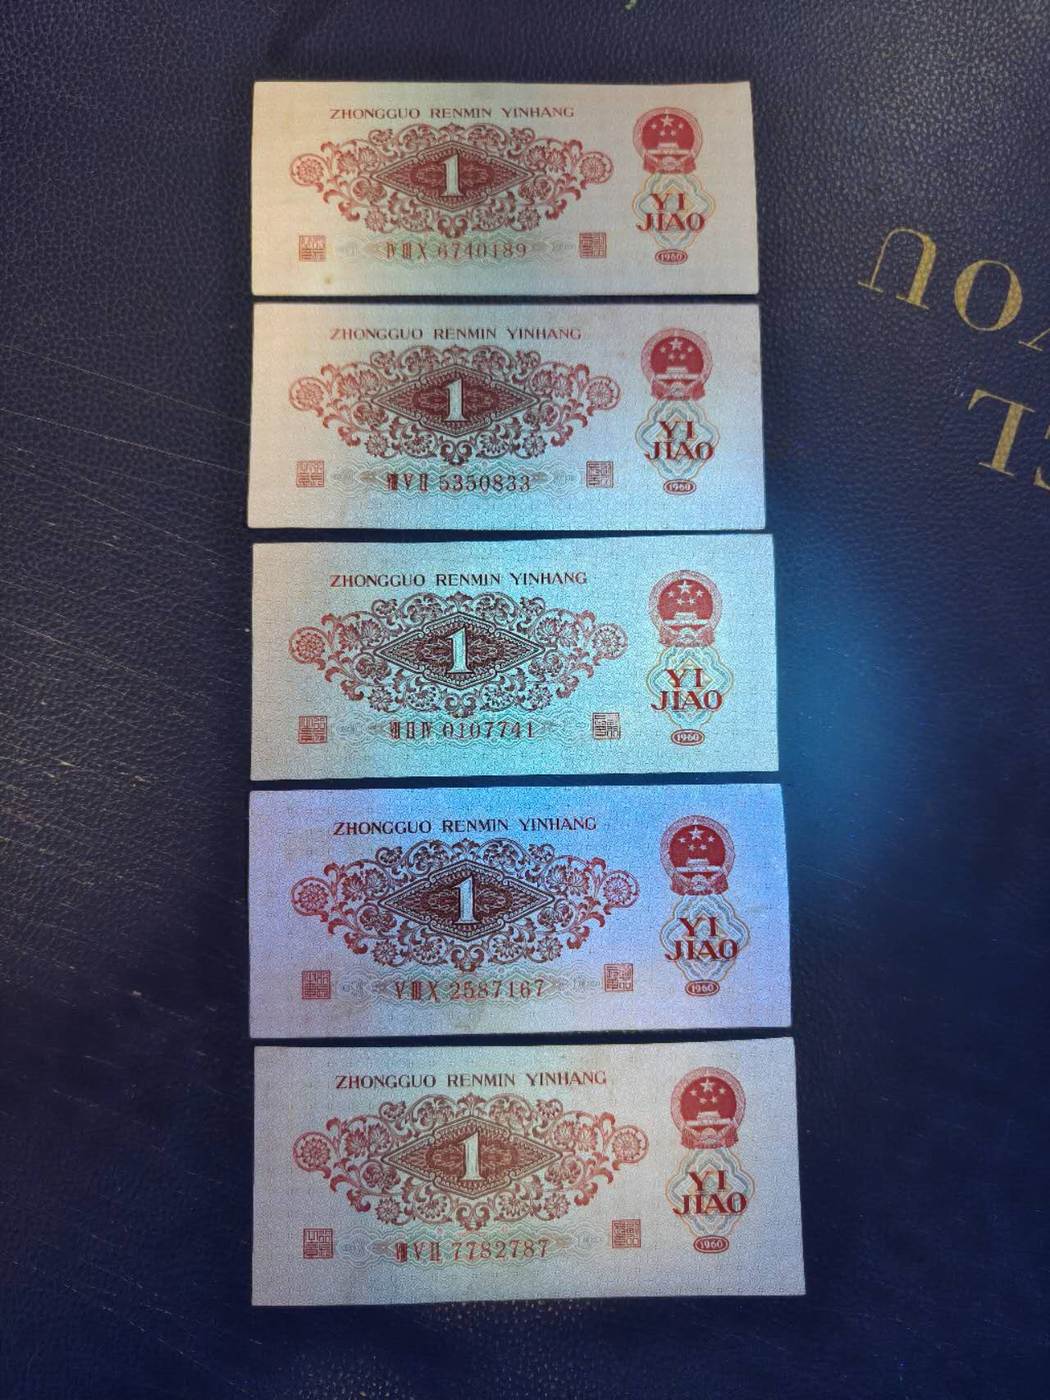 ZHONGGUO RENMIN YINHANG
1
YI
JIAO
ⅣⅢⅩ 6740189
1960
ZHONGGUO RENMIN YINHANG
1
YI
JIAO
5350833
1960
ZHONGGUO RENMIN YINHANG
1
YI
JIAO
0107741
1960
ZHONGGUO RENMIN YINHANG
1
YI
JIAO
ⅤⅢⅩ 2587167
1960
ZHONGGUO RENMIN YINHANG
1
YI
JIAO
7782787
1960